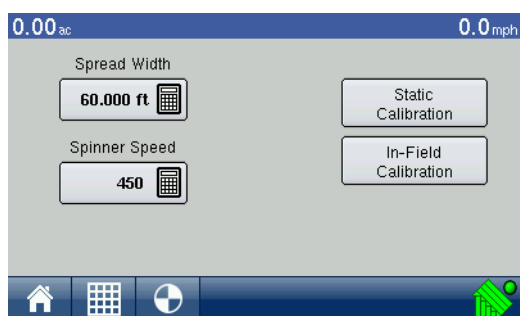 0.00 ac
0.0 mph
Spread Width
60.000 ft
Spinner Speed
450
Static
Calibration
In-Field
Calibration